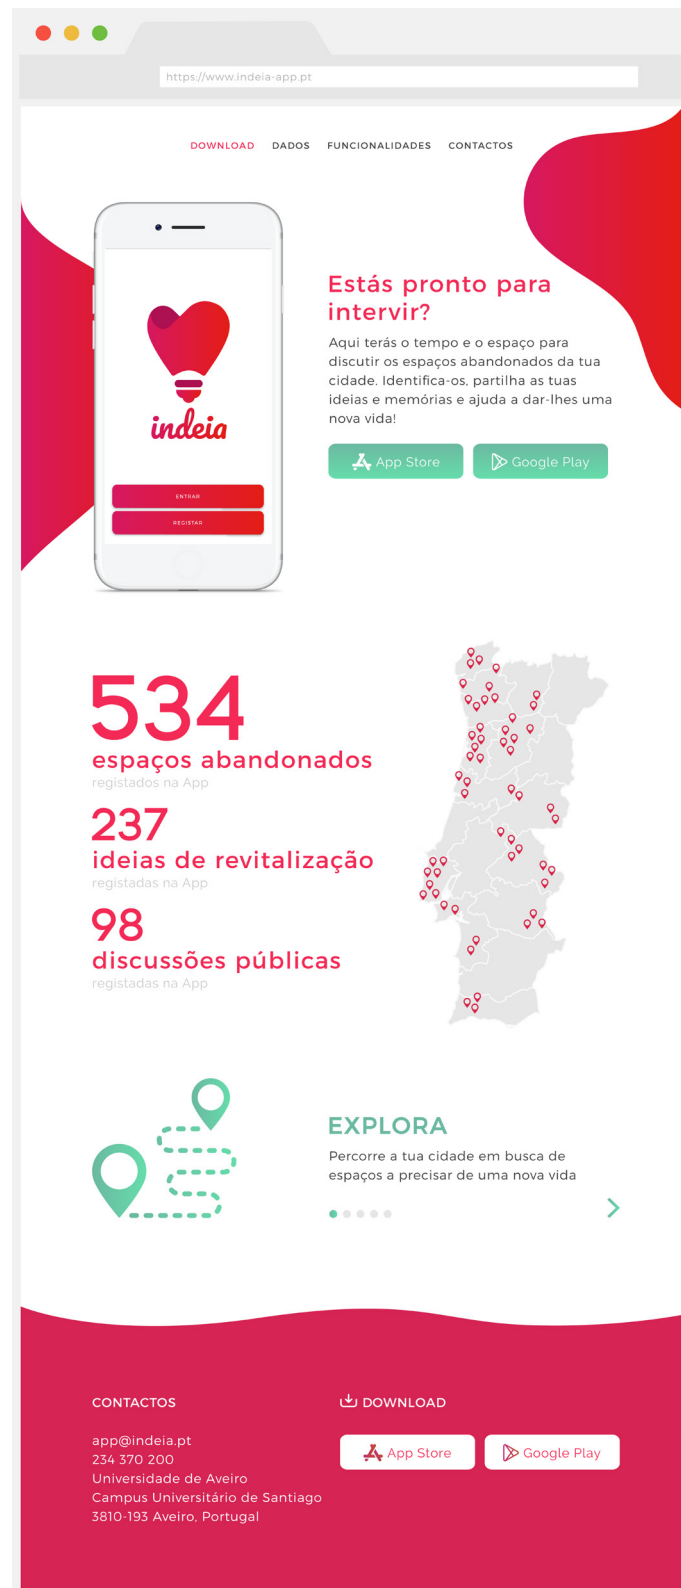 https://www.indeia-app.pt
DOWNLOAD DADOS FUNCIONALIDADES CONTACTOS
indeia
ENTRAR
REGISTAR
Estás pronto para
intervir?
Aqui terás o tempo e o espaço para
discutir os espaços abandonados da tua
cidade. Identifica-os, partilha as tuas
ideias e memórias e ajuda a dar-lhes uma
nova vida!
App Store
Google Play
534
espaços abandonados
registados na App
237
ideias de revitalização
registadas na App
98
discussões públicas
registadas na App
EXPLORA
Percorre a tua cidade em busca de
espaços a precisar de uma nova vida
CONTACTOS
app@indeia.pt
234 370 200
Universidade de Aveiro
Campus Universitário de Santiago
3810-193 Aveiro, Portugal
DOWNLOAD
App Store
Google Play